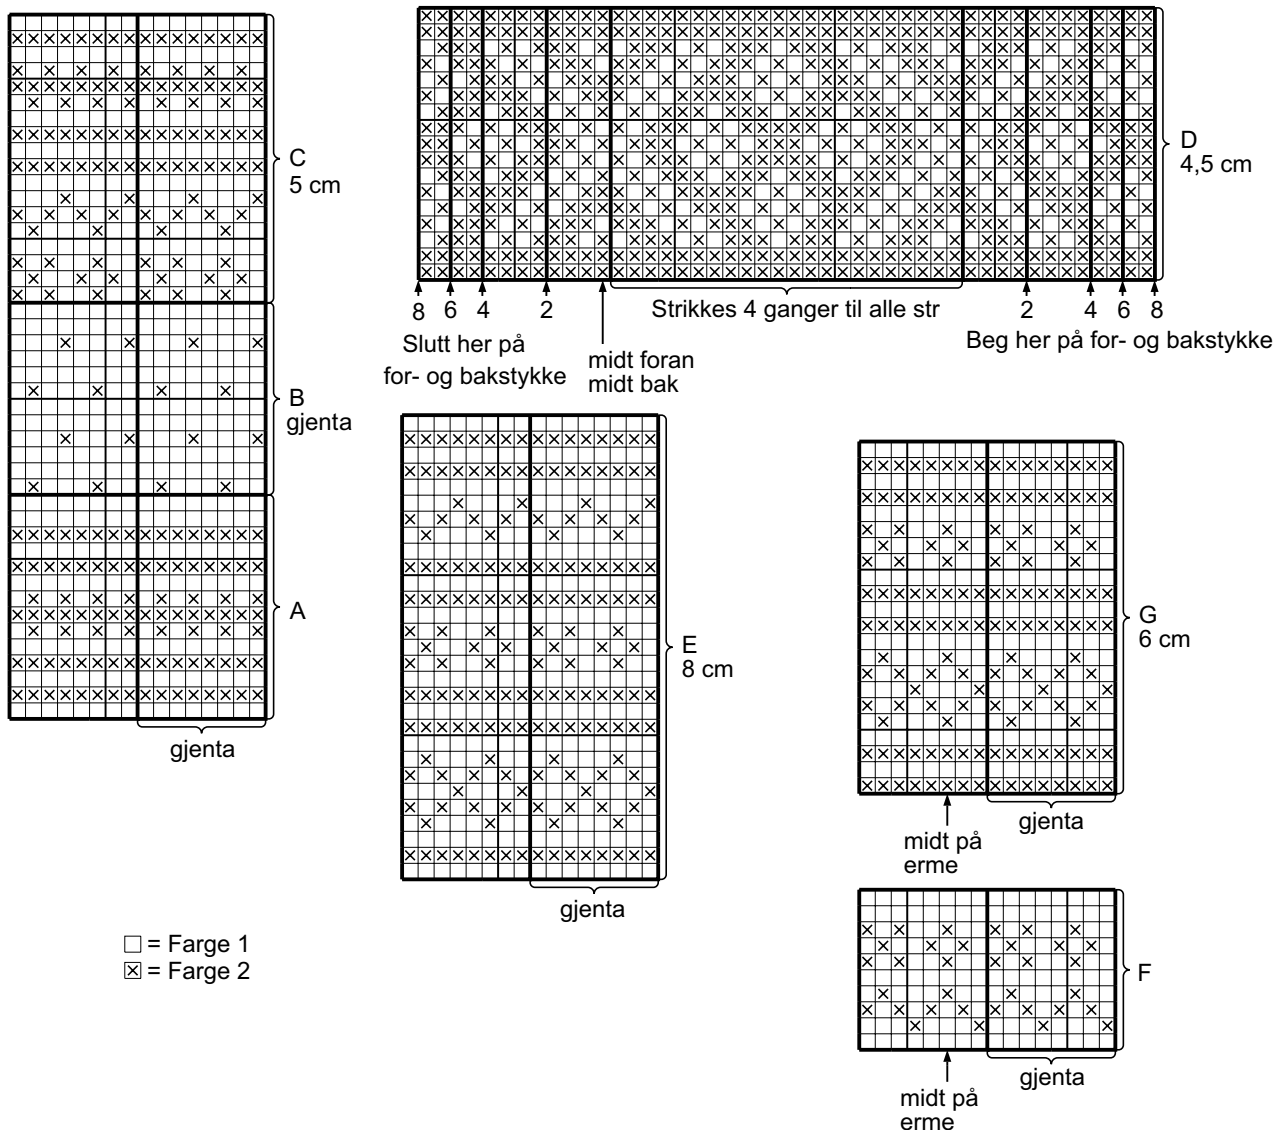 C
5 cm
B
gjenta
A
gjenta
D
4,5 cm
8 6 4 2 Strikkes 4 ganger til alle str 2 4 6 8
Slutt her på
for- og bakstykke
midt foran
midt bak
Beg her på for- og bakstykke
E
8 cm
gjenta
G
6 cm
gjenta
midt på
erme
F
gjenta
midt på
erme
= Farge 1
= Farge 2